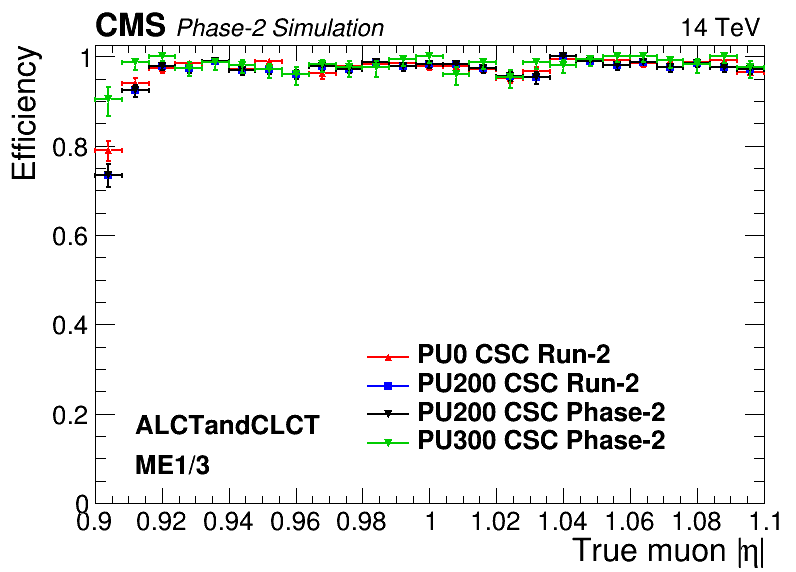 CMS Phase-2 Simulation 14 TeV
Efficiency
1
0.8
0.6
0.4
0.2
0
PU0 CSC Run-2
PU200 CSC Run-2
PU200 CSC Phase-2
PU300 CSC Phase-2
ALCTandCLCT
ME1/3
0.9 0.92 0.94 0.96 0.98 1 1.02 1.04 1.06 1.08 1.1
True muon |η|